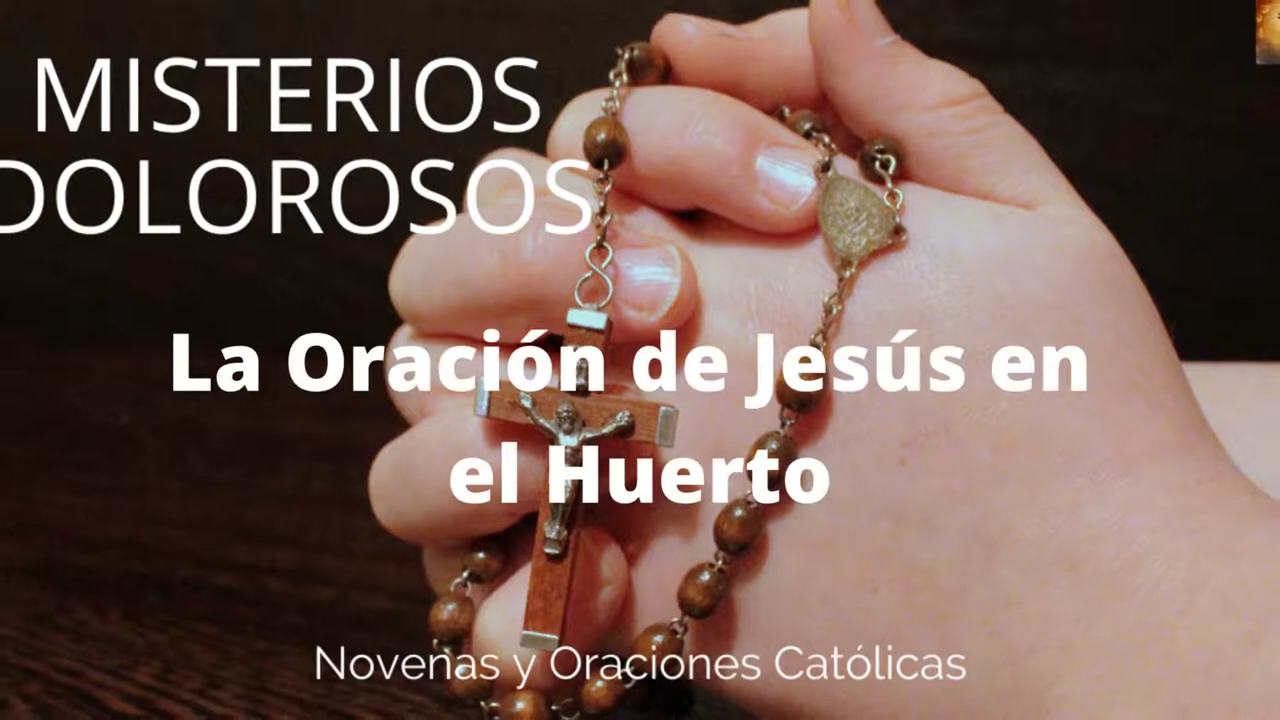 MISTERIOS
DOLOROSOS
La Oración de Jesús en
el Huerto
Novenas y Oraciones Católicas